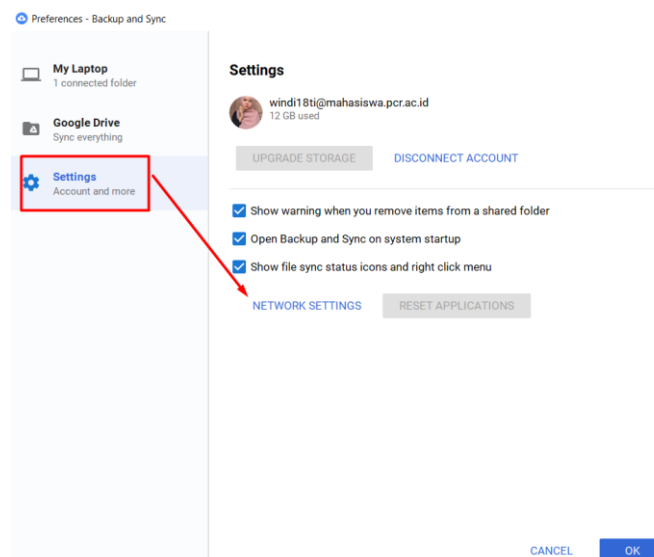 Preferences - Backup and Sync
My Laptop
1 connected folder
Google Drive
Sync everything
Settings
Account and more
Settings
windi18ti@mahasiswa.pcr.ac.id
12 GB used
UPGRADE STORAGE
DISCONNECT ACCOUNT
Show warning when you remove items from a shared folder
Open Backup and Sync on system startup
Show file sync status icons and right click menu
NETWORK SETTINGS
RESET APPLICATIONS
CANCEL
OK